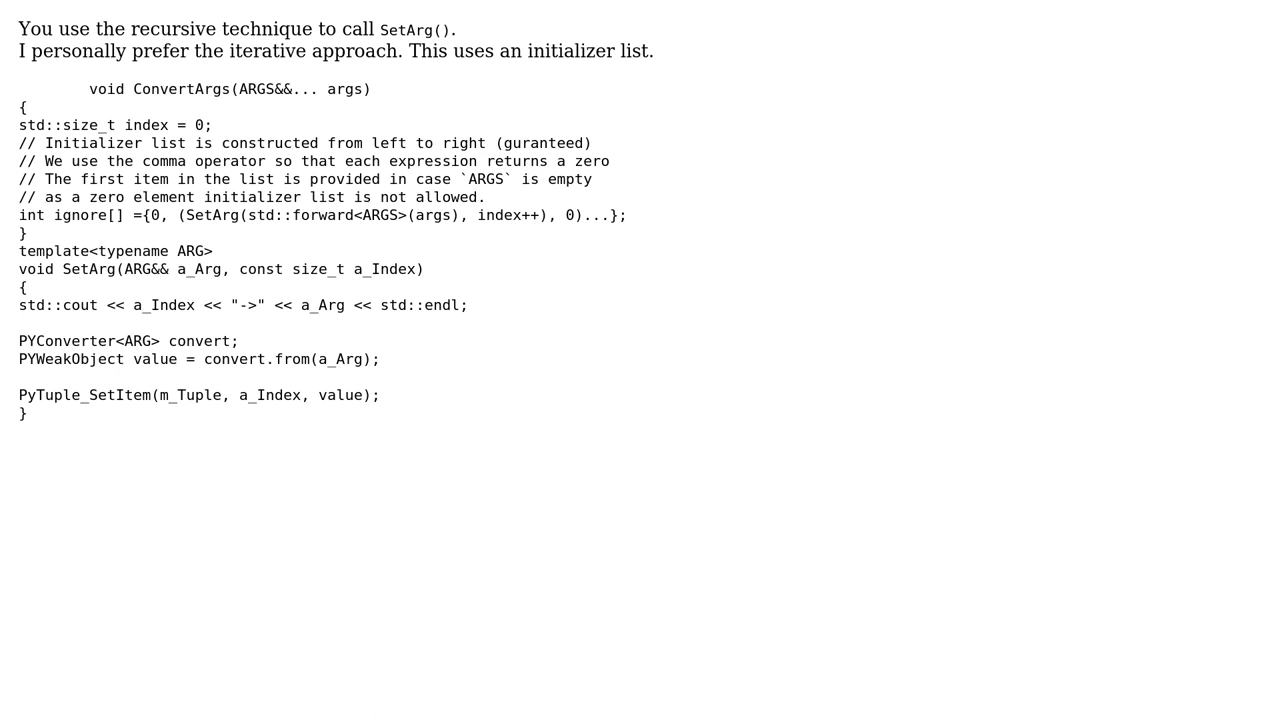 You use the recursive technique to call SetArg().
I personally prefer the iterative approach. This uses an initializer list.
void ConvertArgs(ARGS&&... args)
{
std::size_t index = 0;
// Initializer list is constructed from left to right (guranteed)
// We use the comma operator so that each expression returns a zero
// The first item in the list is provided in case `ARGS` is empty
// as a zero element initializer list is not allowed.
int ignore[] ={0, (SetArg(std::forward<ARGS>(args), index++), 0)...};
}
template<typename ARG>
void SetArg(ARG&& a_Arg, const size_t a_Index)
{
std::cout << a_Index << "->" << a_Arg << std::endl;
PYConverter<ARG> convert;
PYWeakObject value = convert.from(a_Arg);
PyTuple_SetItem(m_Tuple, a_Index, value);
}